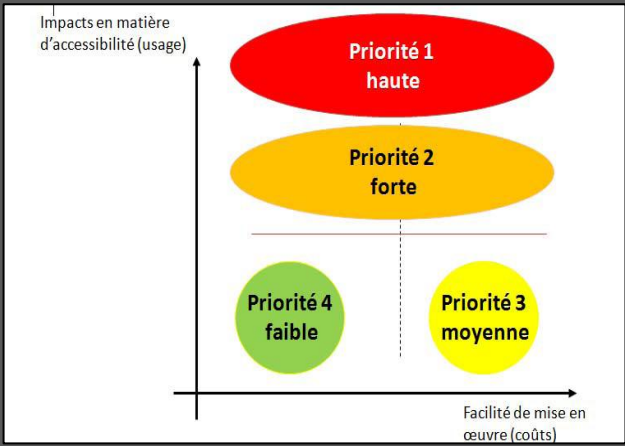 Impacts en matière
d’accessibilité (usage)
Priorité 1
haute
Priorité 2
forte
Priorité 4
faible
Priorité 3
moyenne
Facilité de mise en
œuvre (coûts)